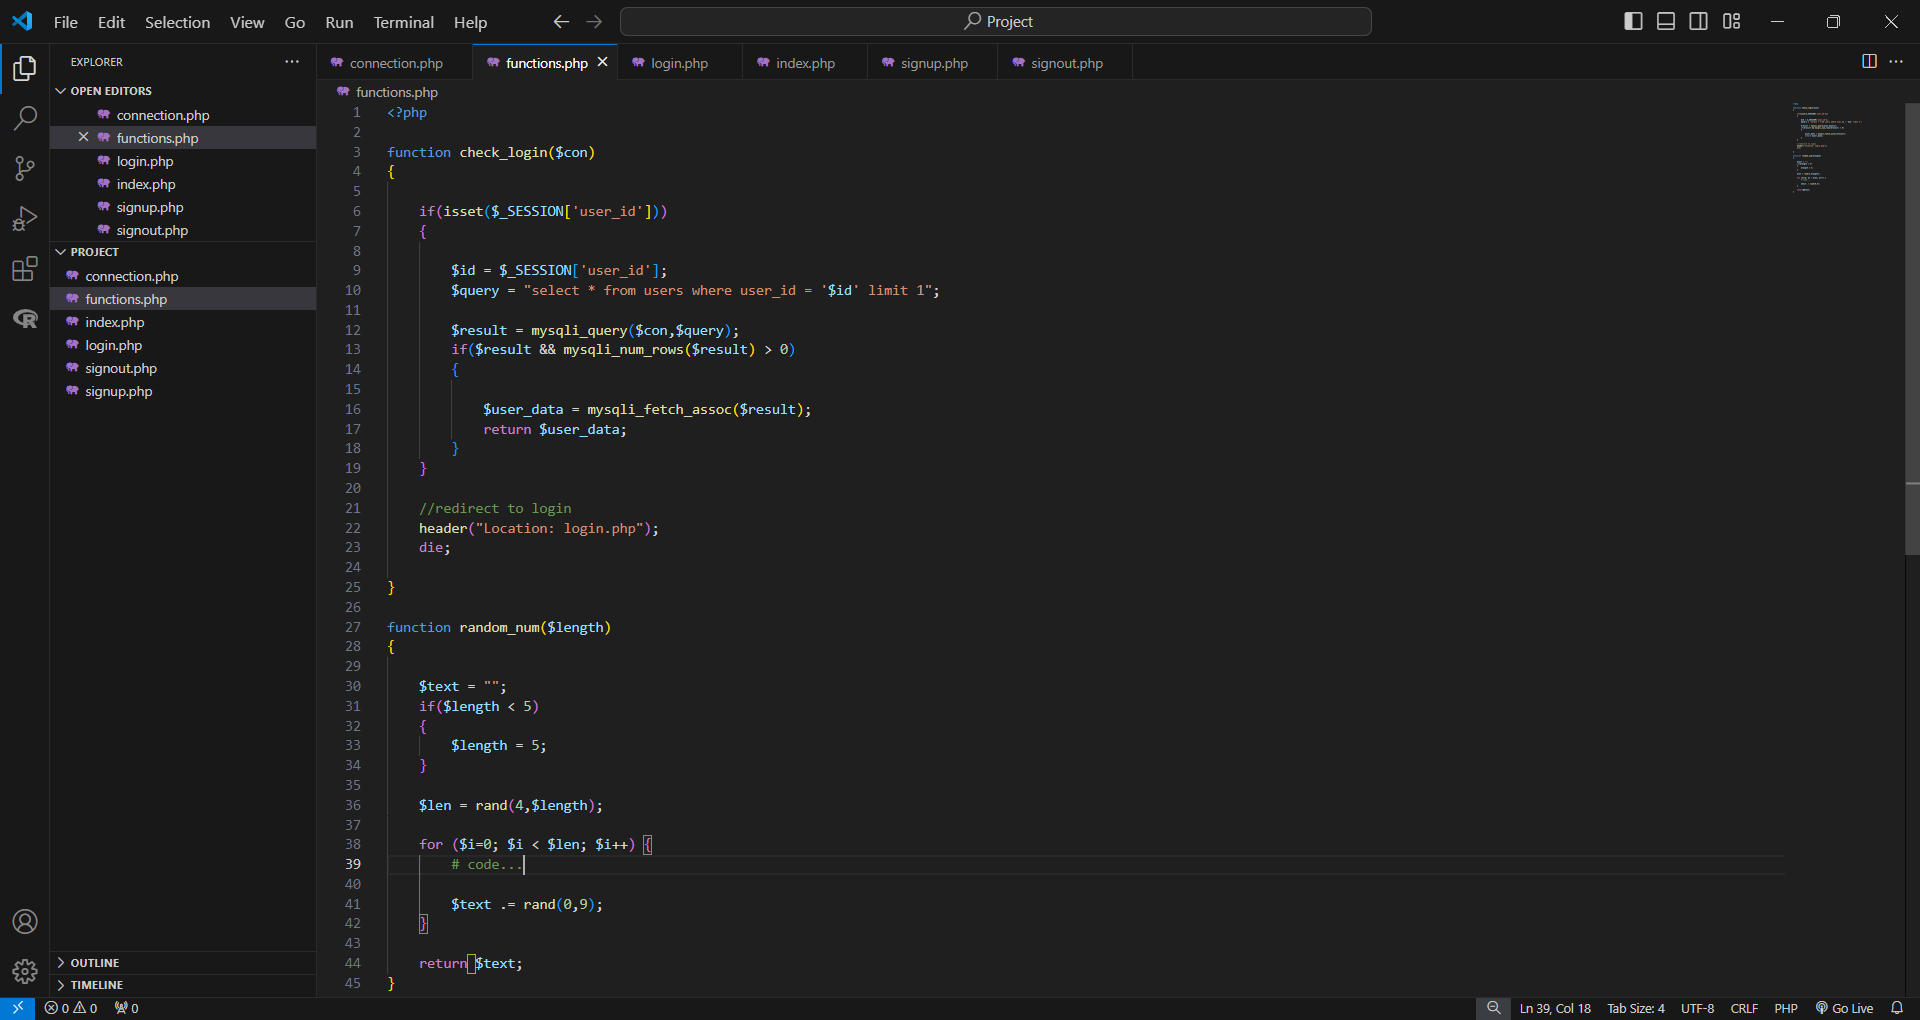 File Edit Selection View Go Run Terminal Help
Project
EXPLORER
OPEN EDITORS
connection.php
functions.php
login.php
index.php
signup.php
signout.php
PROJECT
connection.php
functions.php
index.php
login.php
signout.php
signup.php
OUTLINE
TIMELINE
connection.php functions.php login.php index.php signup.php signout.php
functions.php
1 <?php
2
3 function check_login($con)
4 {
5
6 if(isset($_SESSION['user_id']))
7 {
8
9 $id = $_SESSION['user_id'];
10 $query = "select * from users where user_id = '$id' limit 1";
11
12 $result = mysqli_query($con,$query);
13 if($result && mysqli_num_rows($result) > 0)
14 {
15
16 $user_data = mysqli_fetch_assoc($result);
17 return $user_data;
18 }
19 }
20
21 //redirect to login
22 header("Location: login.php");
23 die;
24
25 }
26
27 function random_num($length)
28 {
29
30 $text = "";
31 if($length < 5)
32 {
33 $length = 5;
34 }
35
36 $len = rand(4,$length);
37
38 for ($i=0; $i < $len; $i++) {
39 # code...
40
41 $text .= rand(0,9);
42 }
43
44 return $text;
45 }
0 0 0
Ln 39, Col 18 Tab Size: 4 UTF-8 CRLF PHP Go Live